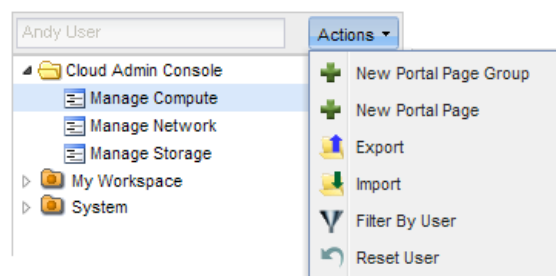 Andy User
Actions
Cloud Admin Console
Manage Compute
Manage Network
Manage Storage
My Workspace
System
New Portal Page Group
New Portal Page
Export
Import
Filter By User
Reset User